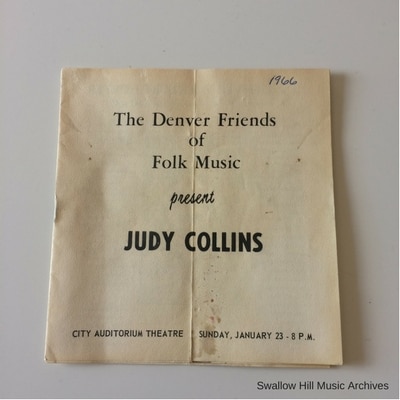 1966
The Denver Friends
of
Folk Music
present
JUDY COLLINS
CITY AUDITORIUM THEATRE SUNDAY, JANUARY 23 - 8 P.M.
Swallow Hill Music Archives